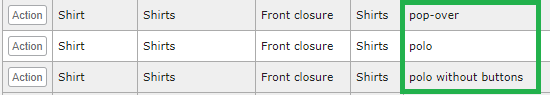 Action Shirt Shirts Front closure Shirts pop-over
Action Shirt Shirts Front closure Shirts polo
Action Shirt Shirts Front closure Shirts polo without buttons